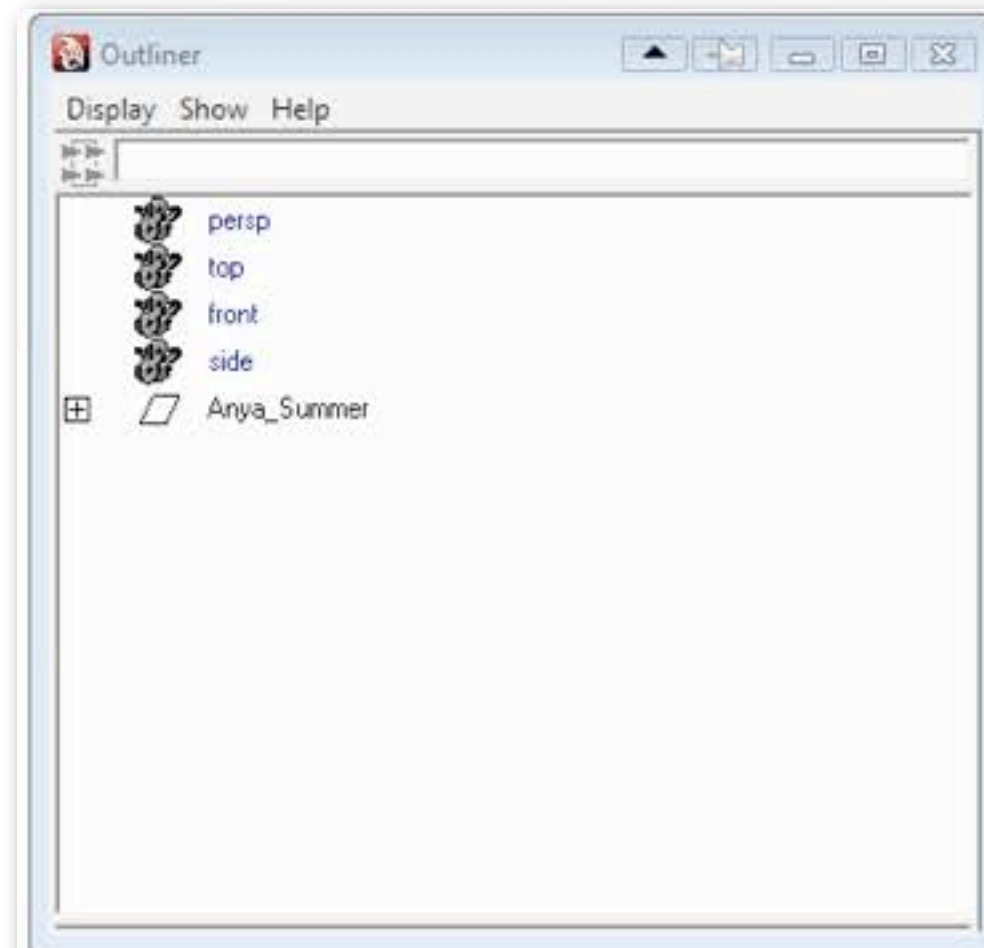 Outliner
Display Show Help
persp
top
front
side
Anya_Summer